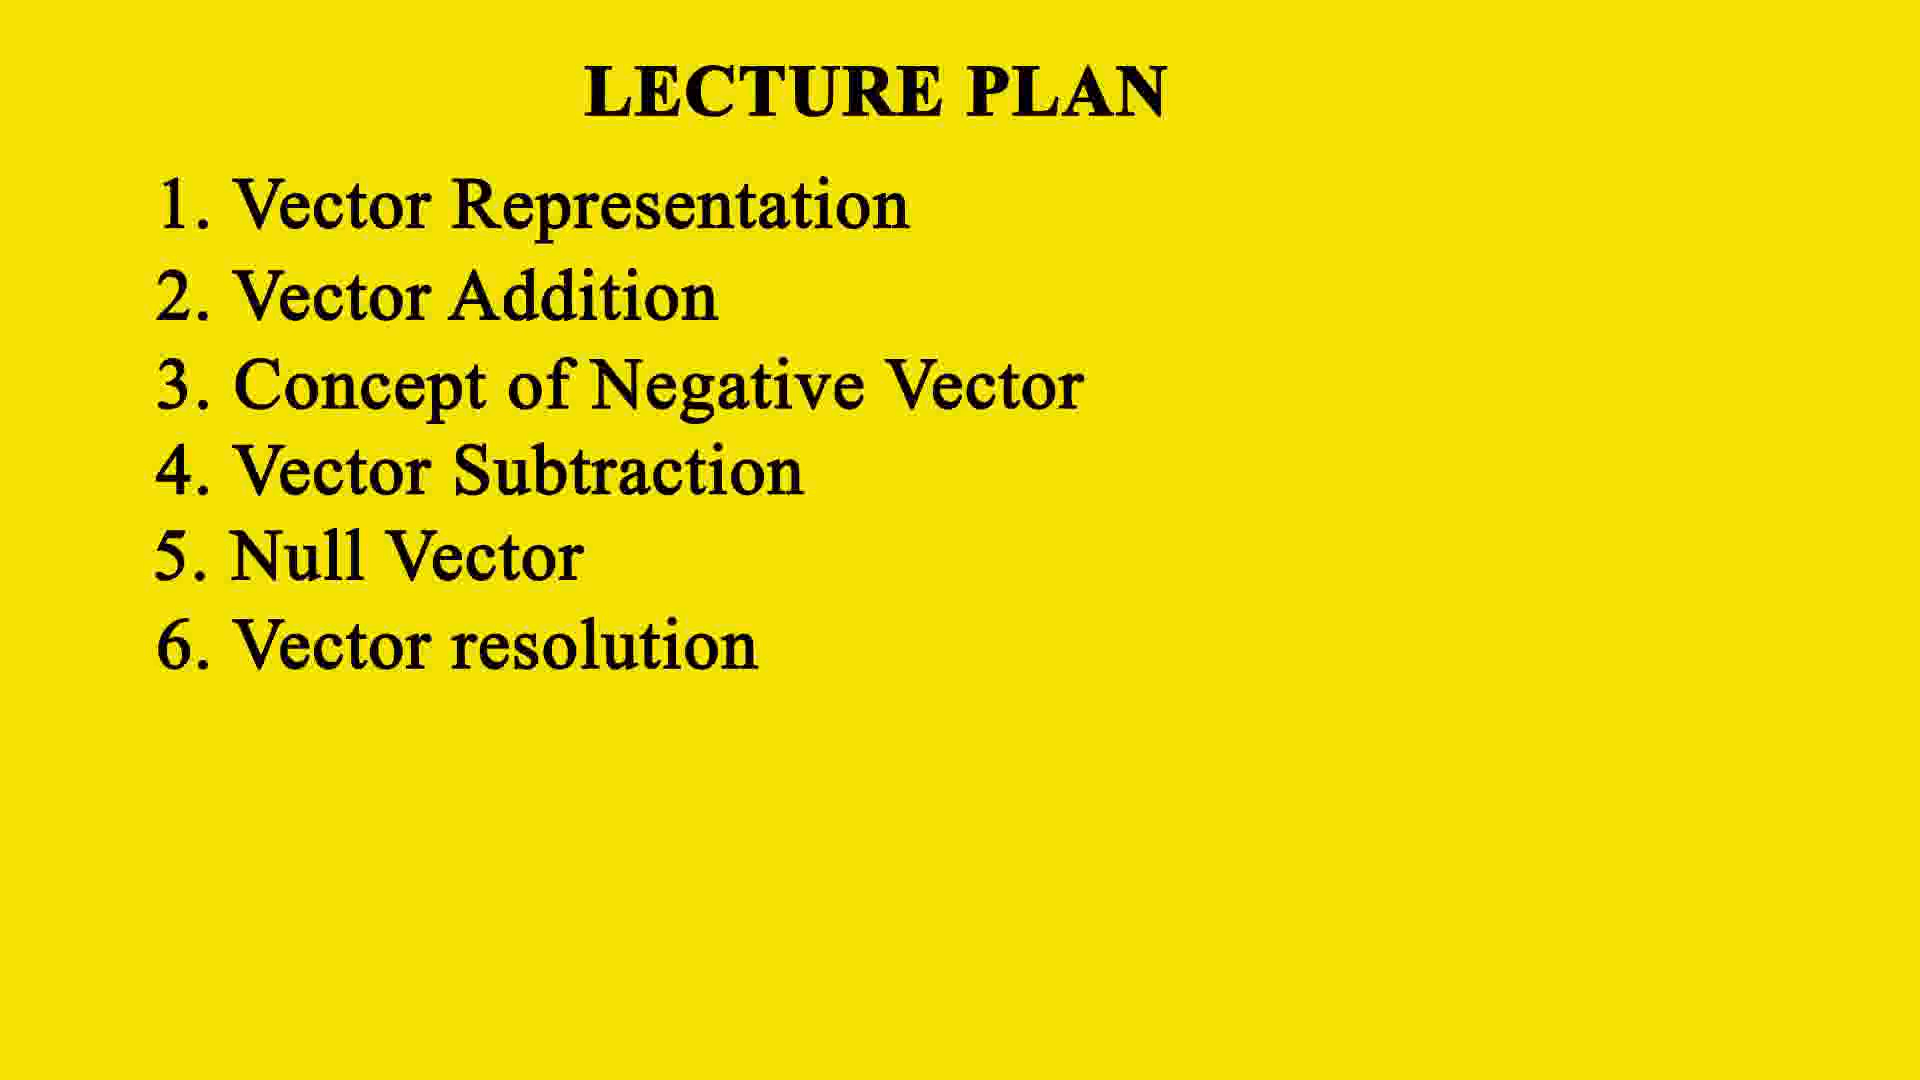 LECTURE PLAN
1. Vector Representation
2. Vector Addition
3. Concept of Negative Vector
4. Vector Subtraction
5. Null Vector
6. Vector resolution